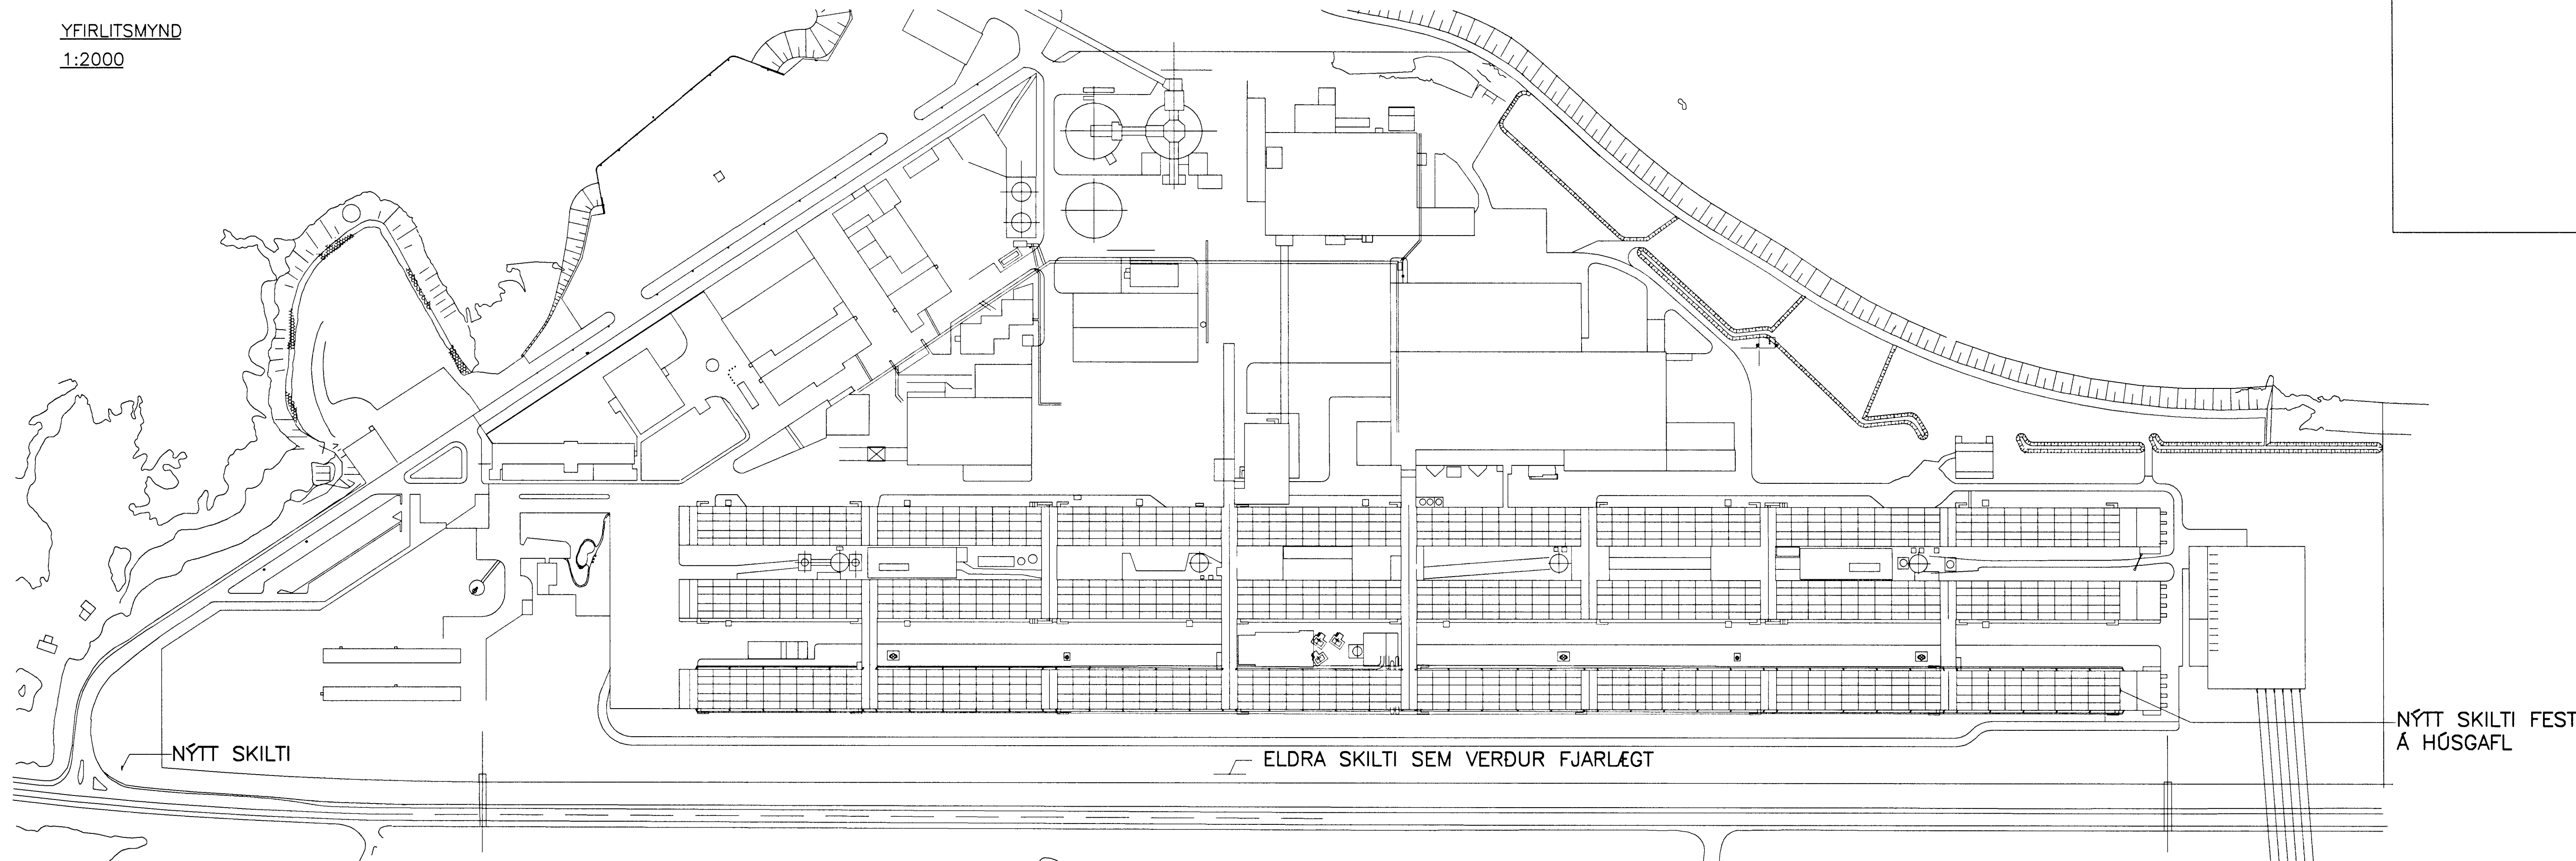 YFIRLITSMYND
1:2000
NÝTT SKILTI
ELDRA SKILTI SEM VERÐUR FJARLÆGT
NÝTT SKILTI FEST
Á HÚSGAFL